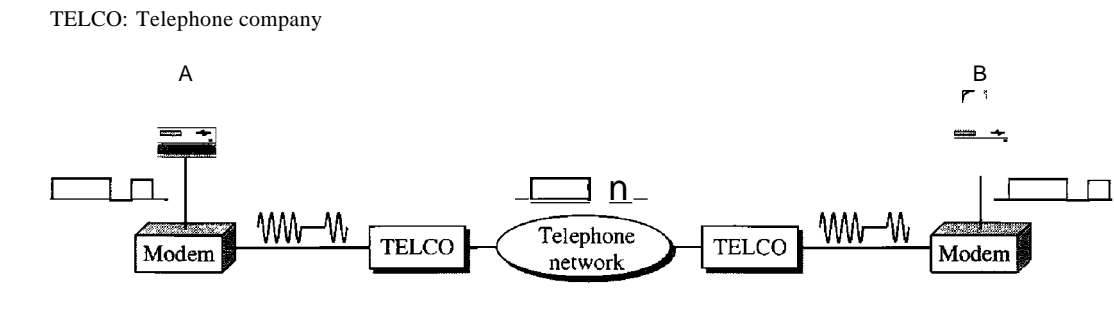 TELCO: Telephone company
A
B
n
Modem
TELCO
Telephone
network
TELCO
Modem